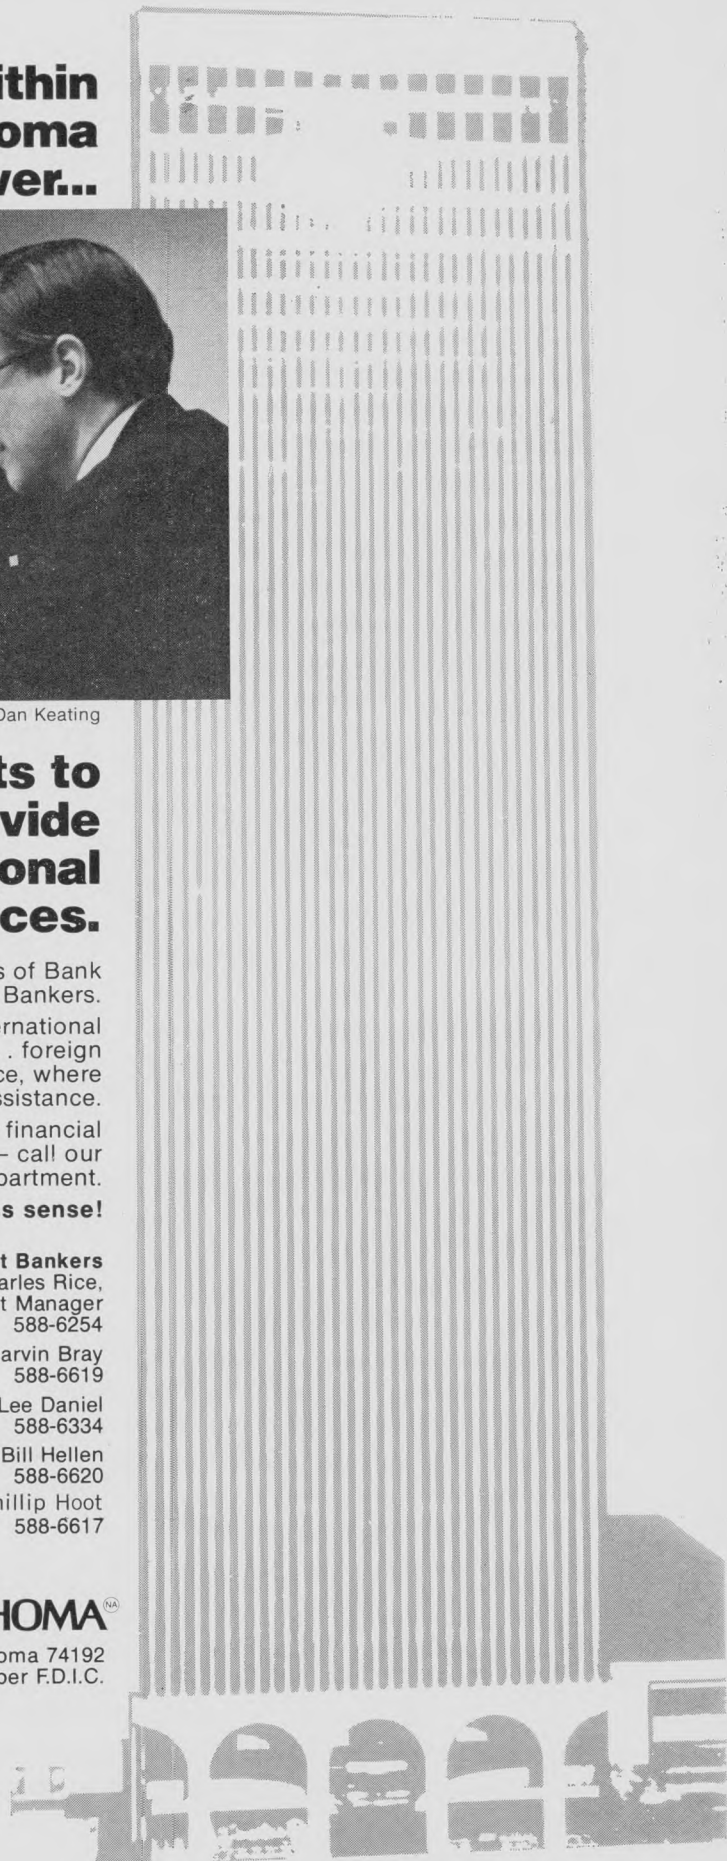 ithin
oma
ver...
Dan Keating
ts to
vide
onal
ces.
s of Bank
Bankers.
ernational
. foreign
ce, where
ssistance.
financial
– call our
partment.
s sense!
t Bankers
arles Rice,
t Manager
588-6254
arvin Bray
588-6619
Lee Daniel
588-6334
Bill Hellen
588-6620
hillip Hoot
588-6617
HOMA NA
oma 74192
ber F.D.I.C.